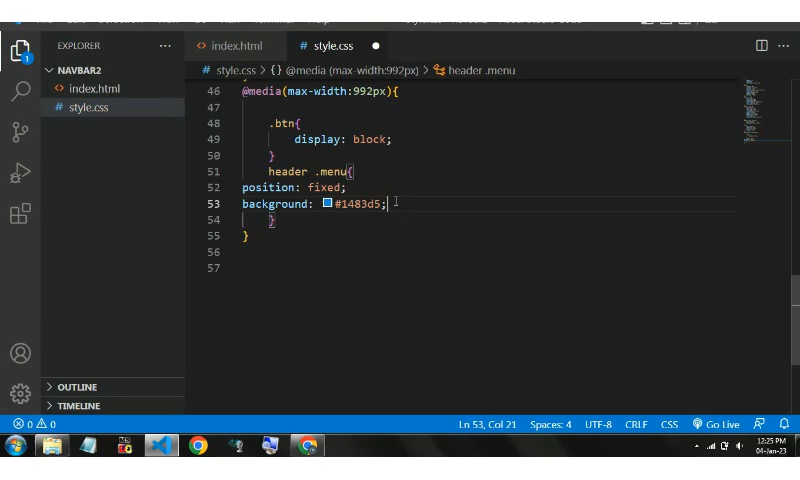 EXPLORER
NAVBAR2
index.html
style.css
index.html
style.css
style.css > {} @media (max-width:992px) > header .menu
46 @media(max-width:992px){
47
48 .btn{
49 display: block;
50 }
51 header .menu{
52 position: fixed;
53 background: #1483d5;
54 }
55 }
56
57
OUTLINE
TIMELINE
0 0 Ln 53, Col 21 Spaces: 4 UTF-8 CRLF CSS Go Live
12:25 PM
04-Jan-23